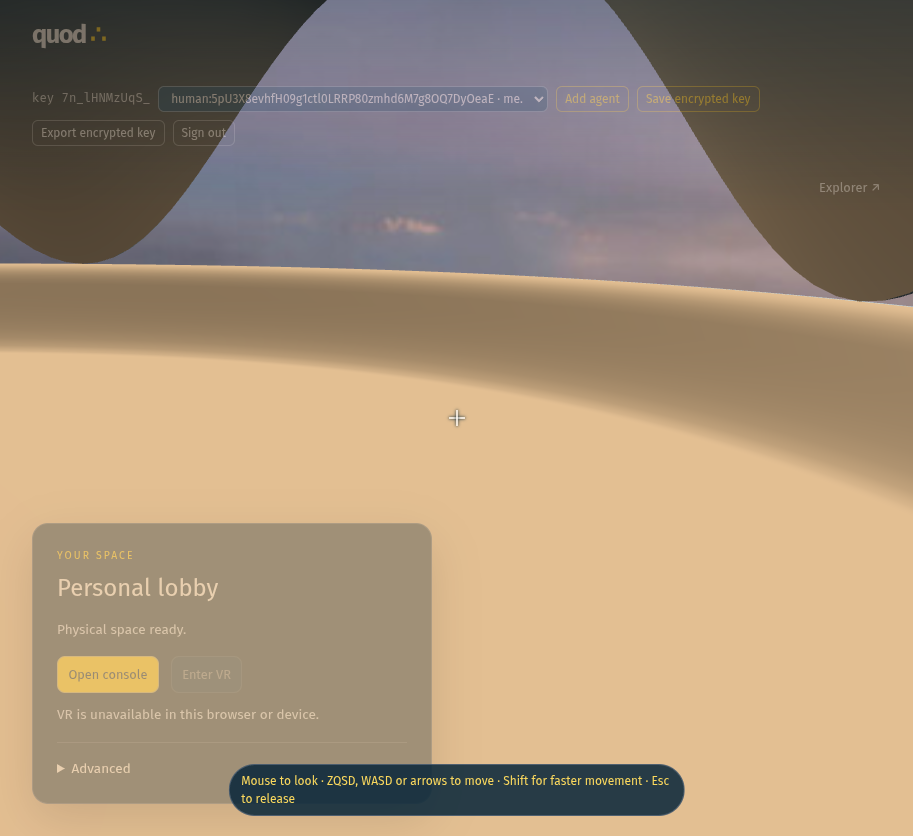 quod
key 7n_lHNMzUqS_ human:5pU3X8evhfH09g1ctl0LRRP80zmhd6M7g8OQ7DyOeaE · me. Add agent Save encrypted key
Export encrypted key Sign out
Explorer ↗
YOUR SPACE
Personal lobby
Physical space ready.
Open console Enter VR
VR is unavailable in this browser or device.
Advanced
Mouse to look · ZQSD, WASD or arrows to move · Shift for faster movement · Esc
to release